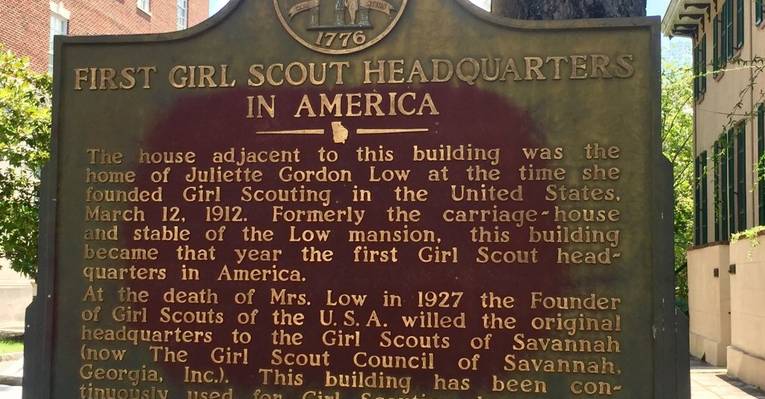 1776
FIRST GIRL SCOUT HEADQUARTERS
IN AMERICA
The house adjacent to this building was the
home of Juliette Gordon Low at the time she
founded Girl Scouting in the United States,
March 12, 1912. Formerly the carriage-house
and stable of the Low mansion, this building
became that year the first Girl Scout head-
quarters in America.
At the death of Mrs. Low in 1927 the Founder
of Girl Scouts of the U.S.A. willed the original
headquarters to the Girl Scouts of Savannah
(now The Girl Scout Council of Savannah,
Georgia, Inc.). This building has been con-
tinuously used for Girl